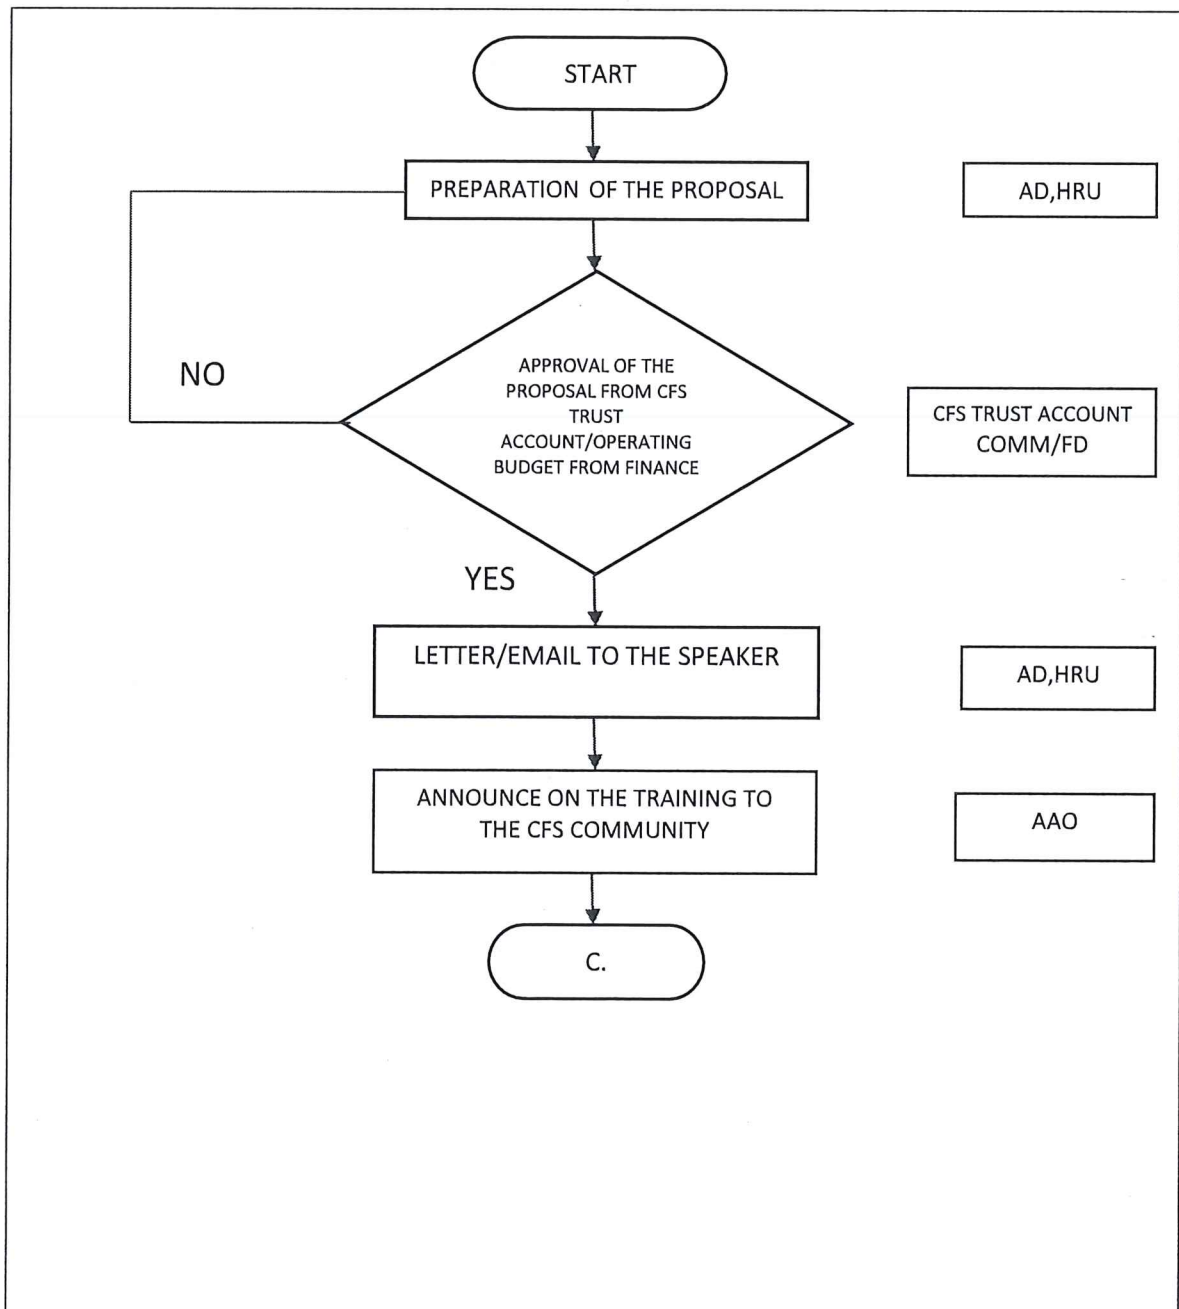 START
PREPARATION OF THE PROPOSAL
AD,HRU
NO
APPROVAL OF THE
PROPOSAL FROM CFS
TRUST
ACCOUNT/OPERATING
BUDGET FROM FINANCE
CFS TRUST ACCOUNT
COMM/FD
YES
LETTER/EMAIL TO THE SPEAKER
AD,HRU
ANNOUNCE ON THE TRAINING TO
THE CFS COMMUNITY
AAO
C.